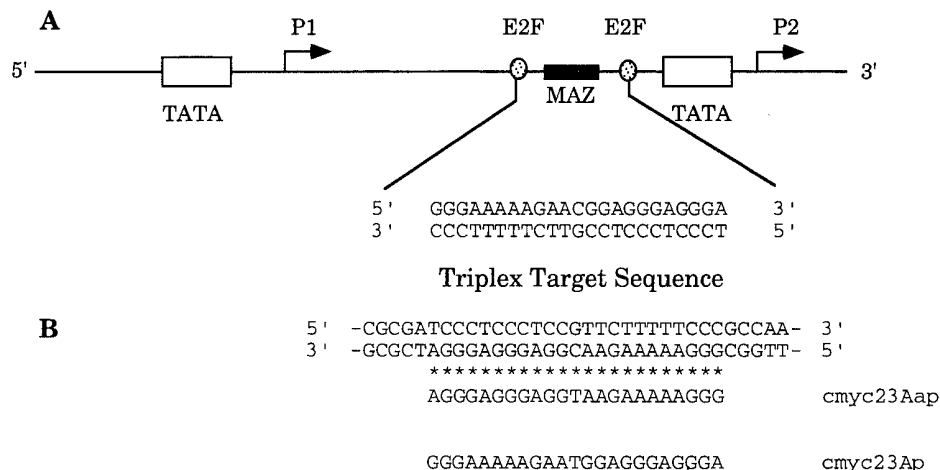 A
P1 E2F E2F P2
5' 3'
TATA MAZ TATA
5' GGGAAAAAGAACGGAGGGAGGGA 3'
3' CCCTTTTTCTTGCCTCCCTCCCT 5'
Triplex Target Sequence
B
5' -CGCGATCCCTCCCTCCGTTCTTTTTCCCGCCAA- 3'
3' -GCGCTAGGGAGGGAGGCAAGAAAAAGGGCGGTT- 5'
***********************
AGGGAGGGAGGTAAGAAAAAGGG cmyc23Aap
GGGAAAAAGAATGGAGGGAGGGA cmyc23Ap